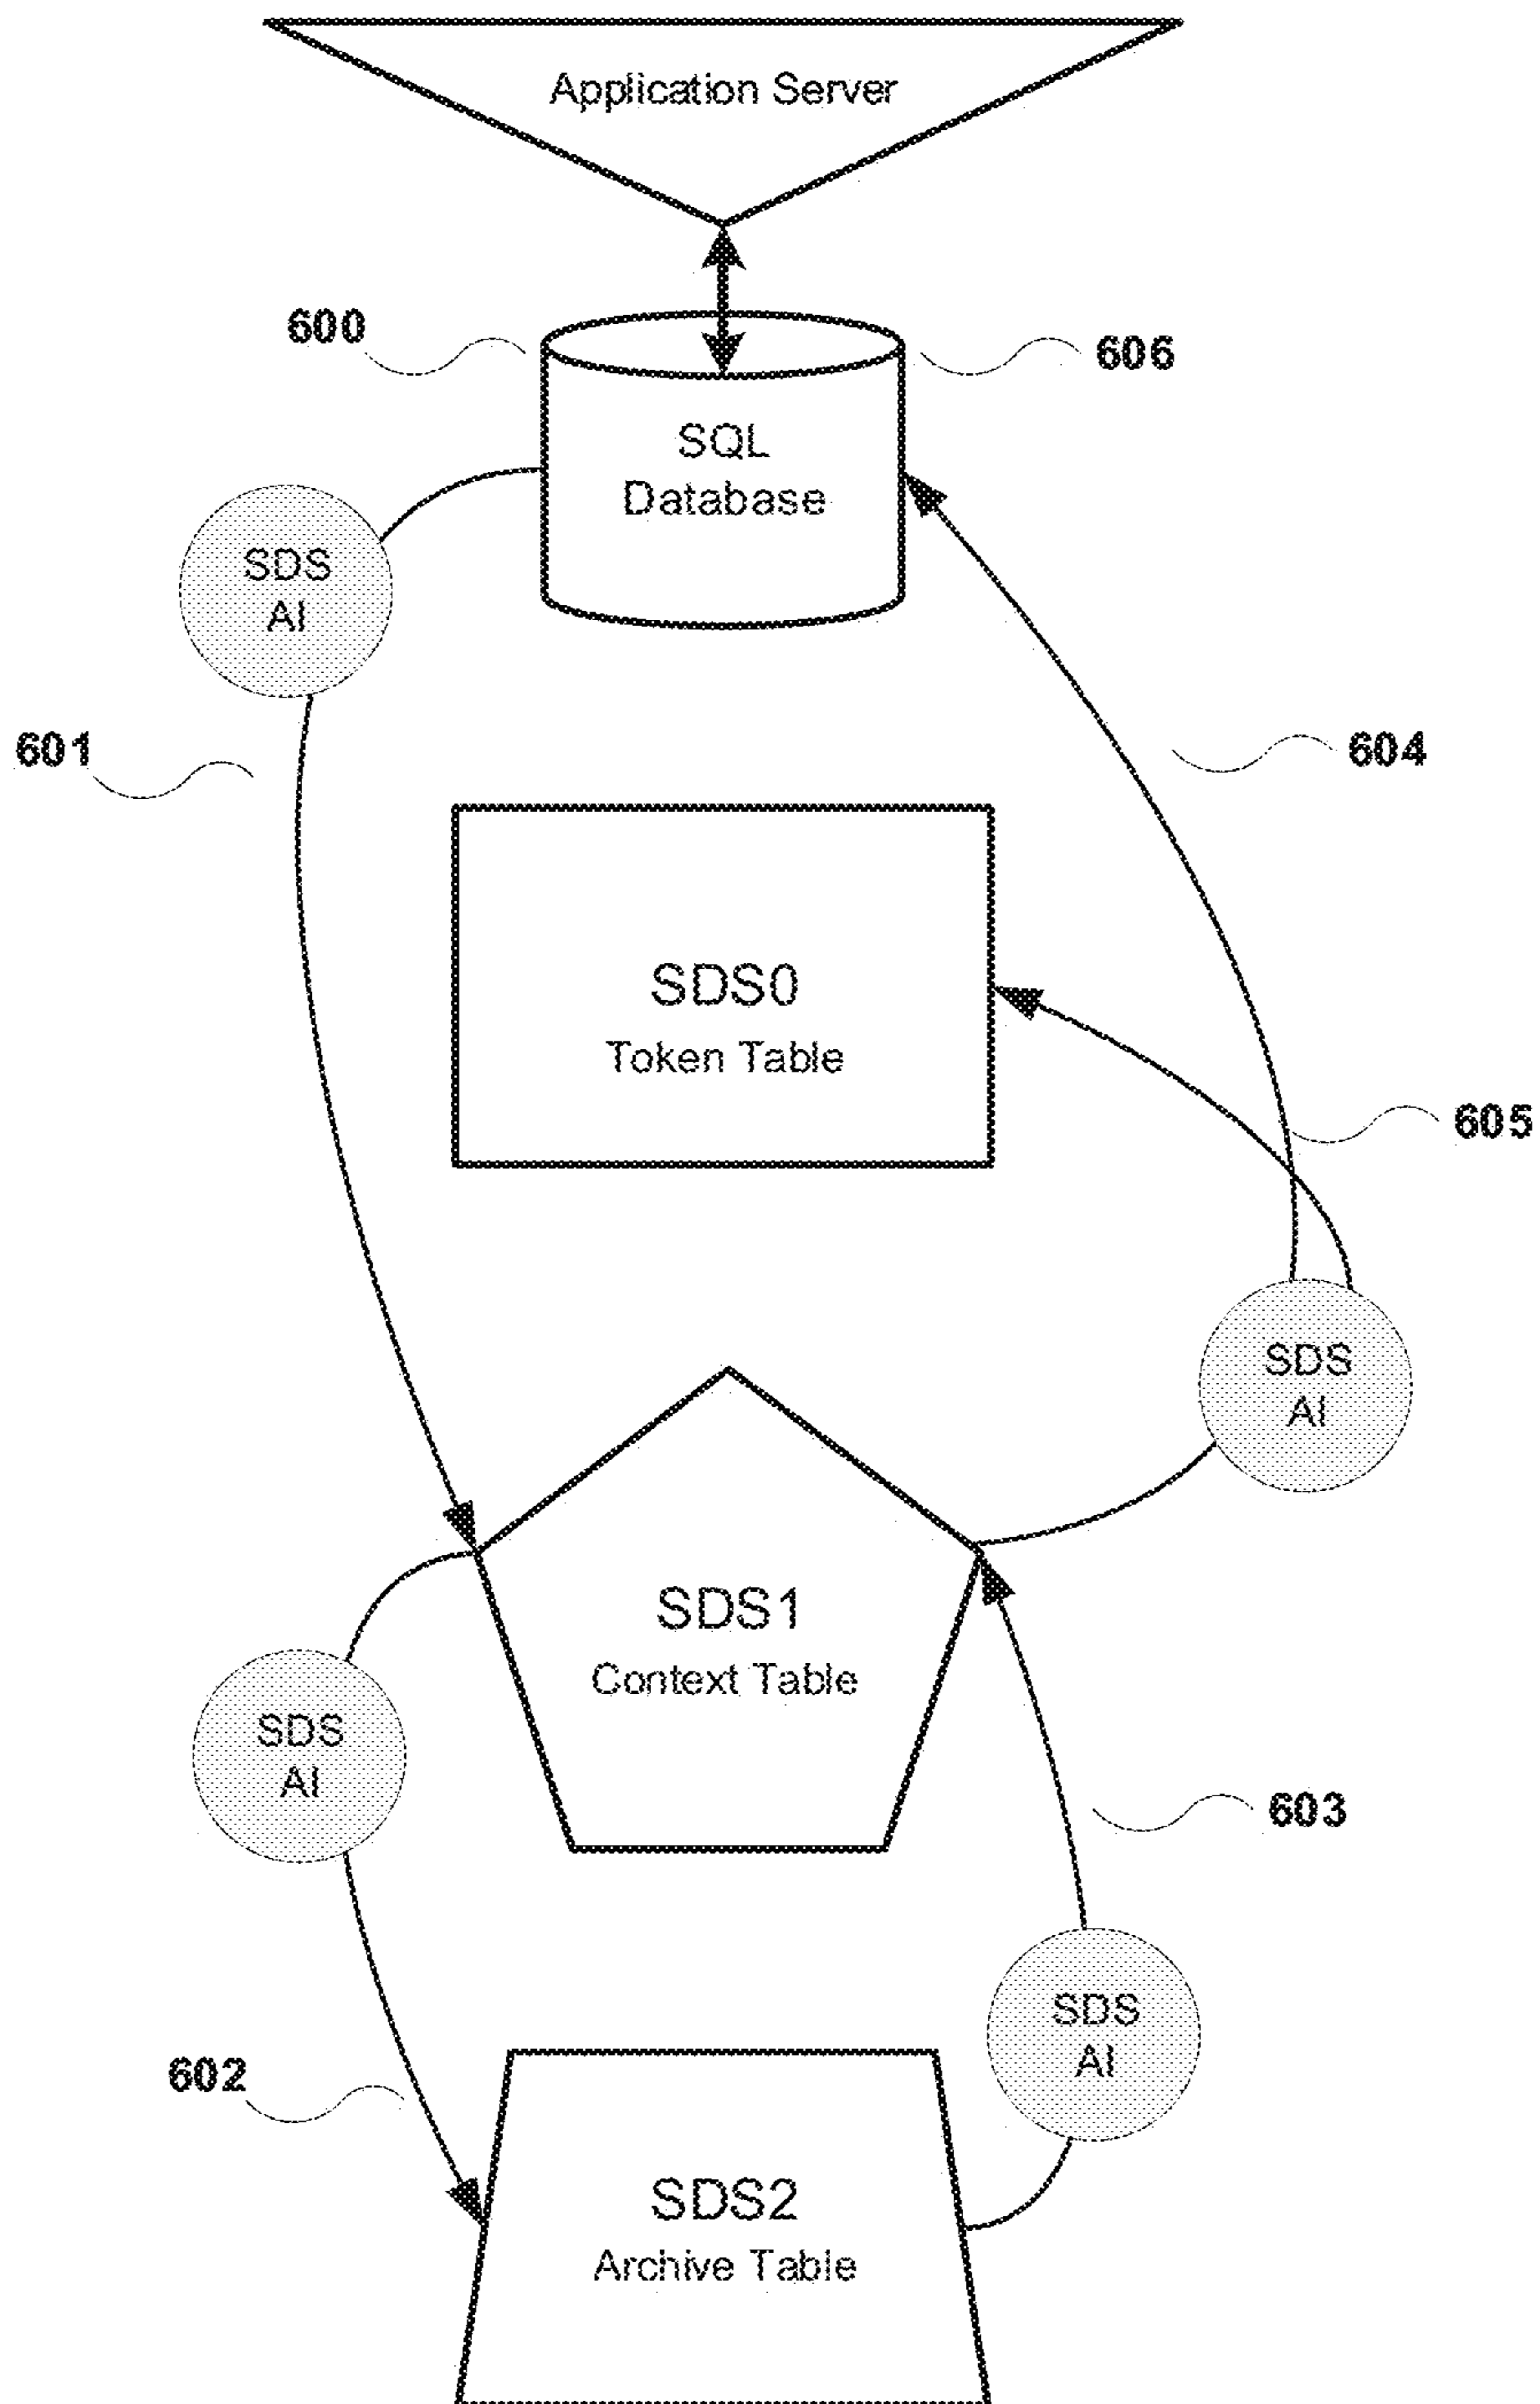 Application Server
600
606
SQL
Database
SDS
AI
601
604
SDS0
Token Table
605
SDS
AI
SDS1
Context Table
SDS
AI
603
SDS
AI
602
SDS2
Archive Table